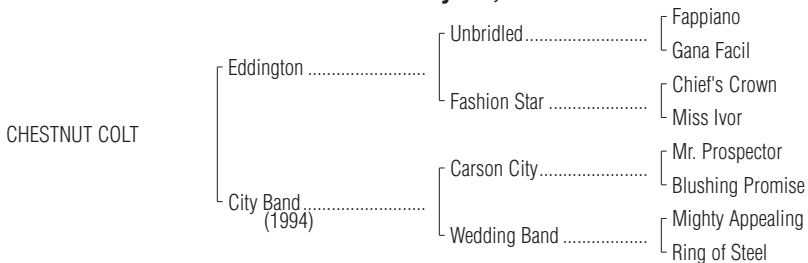 Fappiano
Unbridled..........................
Gana Facil
Eddington .........................
Chief's Crown
Fashion Star .....................
Miss Ivor
CHESTNUT COLT
Mr. Prospector
Carson City.......................
Blushing Promise
City Band..........................
(1994)
Mighty Appealing
Wedding Band ..................
Ring of Steel